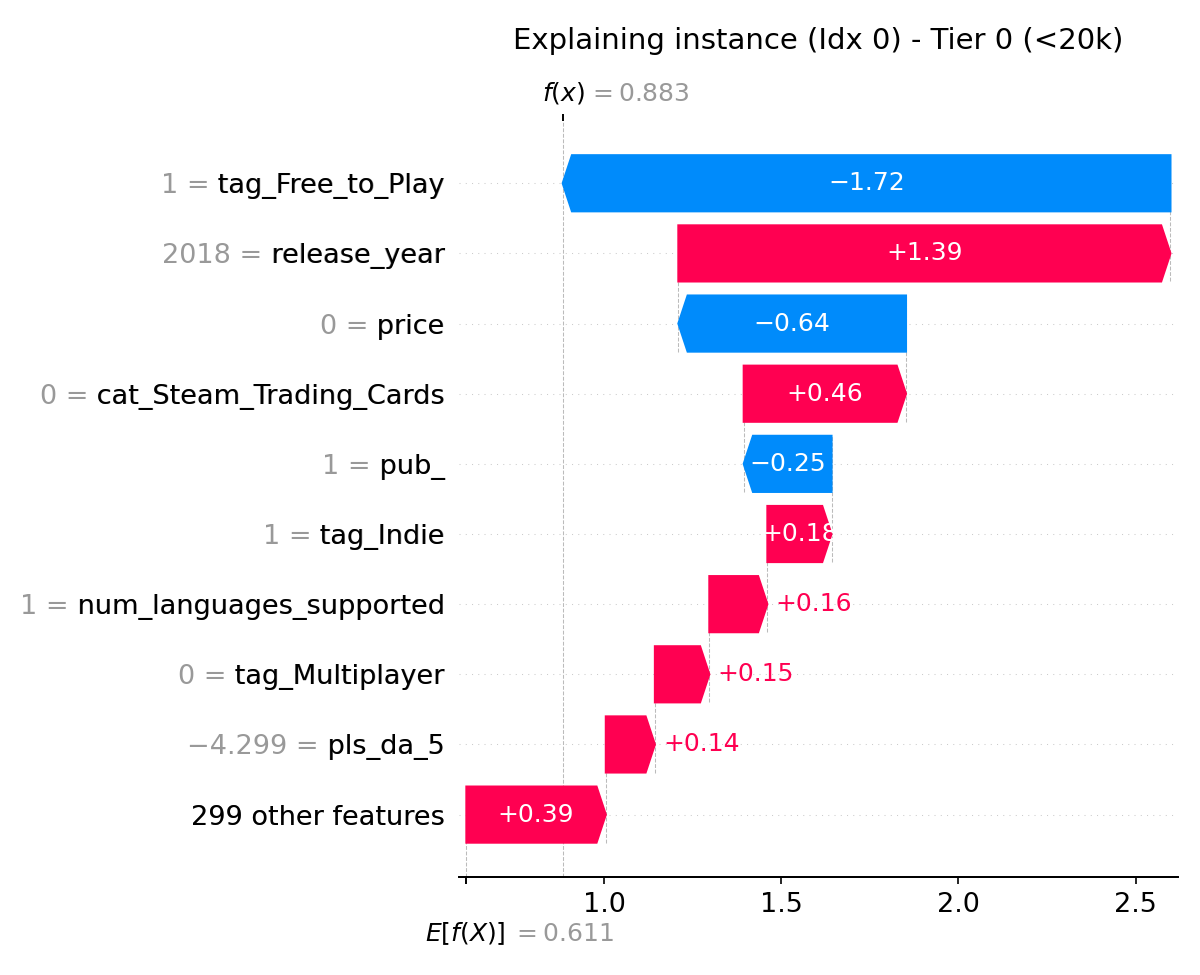 Explaining instance (Idx 0) - Tier 0 (<20k)
f(x) = 0.883
1 = tag_Free_to_Play −1.72
2018 = release_year +1.39
0 = price −0.64
0 = cat_Steam_Trading_Cards +0.46
1 = pub_ −0.25
1 = tag_Indie +0.18
1 = num_languages_supported +0.16
0 = tag_Multiplayer +0.15
−4.299 = pls_da_5 +0.14
299 other features +0.39
1.0 1.5 2.0 2.5
E[f(X)] = 0.611